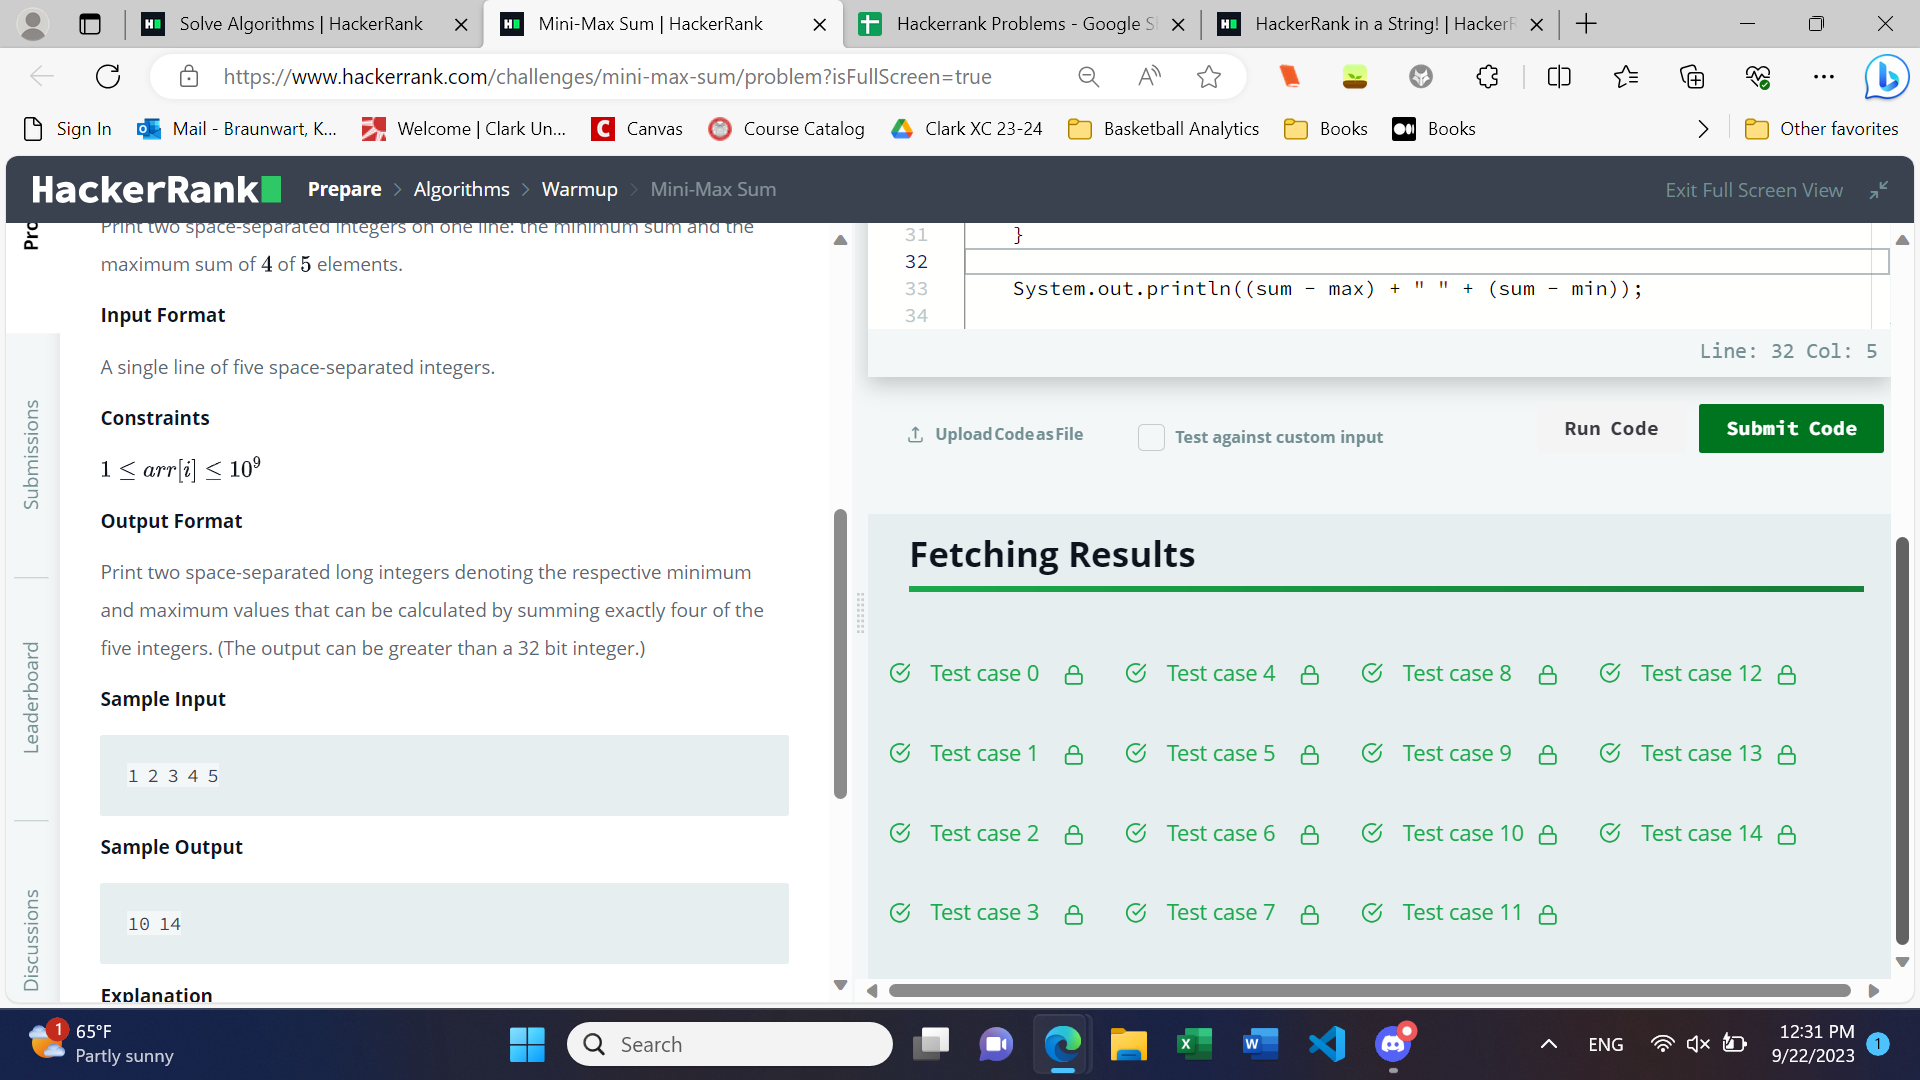 Solve Algorithms | HackerRank
Mini-Max Sum | HackerRank
Hackerrank Problems - Google S
HackerRank in a String! | HackerR
https://www.hackerrank.com/challenges/mini-max-sum/problem?isFullScreen=true
Sign In
Mail - Braunwart, K...
Welcome | Clark Un...
Canvas
Course Catalog
Clark XC 23-24
Basketball Analytics
Books
Books
Other favorites
HackerRank
Prepare > Algorithms > Warmup > Mini-Max Sum
Exit Full Screen View
Pro
Submissions
Leaderboard
Discussions
Print two space-separated integers on one line: the minimum sum and the
maximum sum of 4 of 5 elements.
Input Format
A single line of five space-separated integers.
Constraints
1 ≤ arr[i] ≤ 10⁹
Output Format
Print two space-separated long integers denoting the respective minimum
and maximum values that can be calculated by summing exactly four of the
five integers. (The output can be greater than a 32 bit integer.)
Sample Input
1 2 3 4 5
Sample Output
10 14
Explanation
31 }
32
33 System.out.println((sum - max) + " " + (sum - min));
34
Line: 32 Col: 5
Upload Code as File
Test against custom input
Run Code
Submit Code
Fetching Results
Test case 0
Test case 4
Test case 8
Test case 12
Test case 1
Test case 5
Test case 9
Test case 13
Test case 2
Test case 6
Test case 10
Test case 14
Test case 3
Test case 7
Test case 11
1
65°F
Partly sunny
Search
ENG
12:31 PM
9/22/2023
1